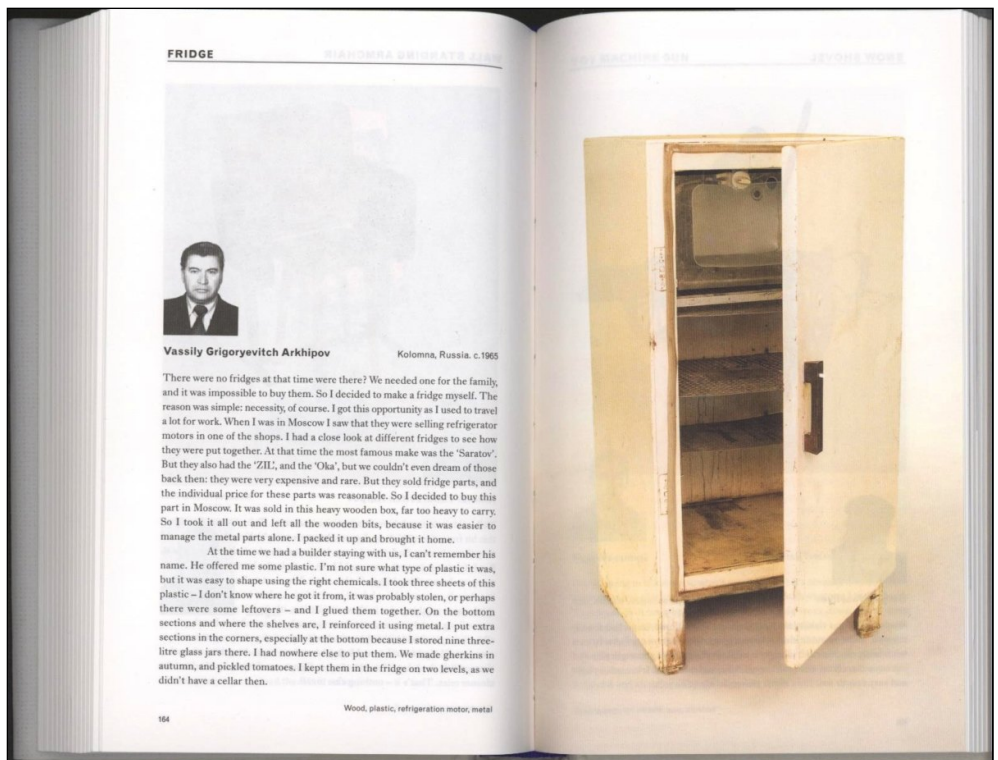 FRIDGE
Vassily Grigoryevitch Arkhipov
Kolomna, Russia. c.1965
There were no fridges at that time were there? We needed one for the family,
and it was impossible to buy them. So I decided to make a fridge myself. The
reason was simple: necessity, of course. I got this opportunity as I used to travel
a lot for work. When I was in Moscow I saw that they were selling refrigerator
motors in one of the shops. I had a close look at different fridges to see how
they were put together. At that time the most famous make was the ‘Saratov’.
But they also had the ‘ZIL’, and the ‘Oka’, but we couldn’t even dream of those
back then: they were very expensive and rare. But they sold fridge parts, and
the individual price for these parts was reasonable. So I decided to buy this
part in Moscow. It was sold in this heavy wooden box, far too heavy to carry.
So I took it all out and left all the wooden bits, because it was easier to
manage the metal parts alone. I packed it up and brought it home.
At the time we had a builder staying with us, I can’t remember his
name. He offered me some plastic. I’m not sure what type of plastic it was,
but it was easy to shape using the right chemicals. I took three sheets of this
plastic – I don’t know where he got it from, it was probably stolen, or perhaps
there were some leftovers – and I glued them together. On the bottom
sections and where the shelves are, I reinforced it using metal. I put extra
sections in the corners, especially at the bottom because I stored nine three-
litre glass jars there. I had nowhere else to put them. We made gherkins in
autumn, and pickled tomatoes. I kept them in the fridge on two levels, as we
didn’t have a cellar then.
Wood, plastic, refrigeration motor, metal
164